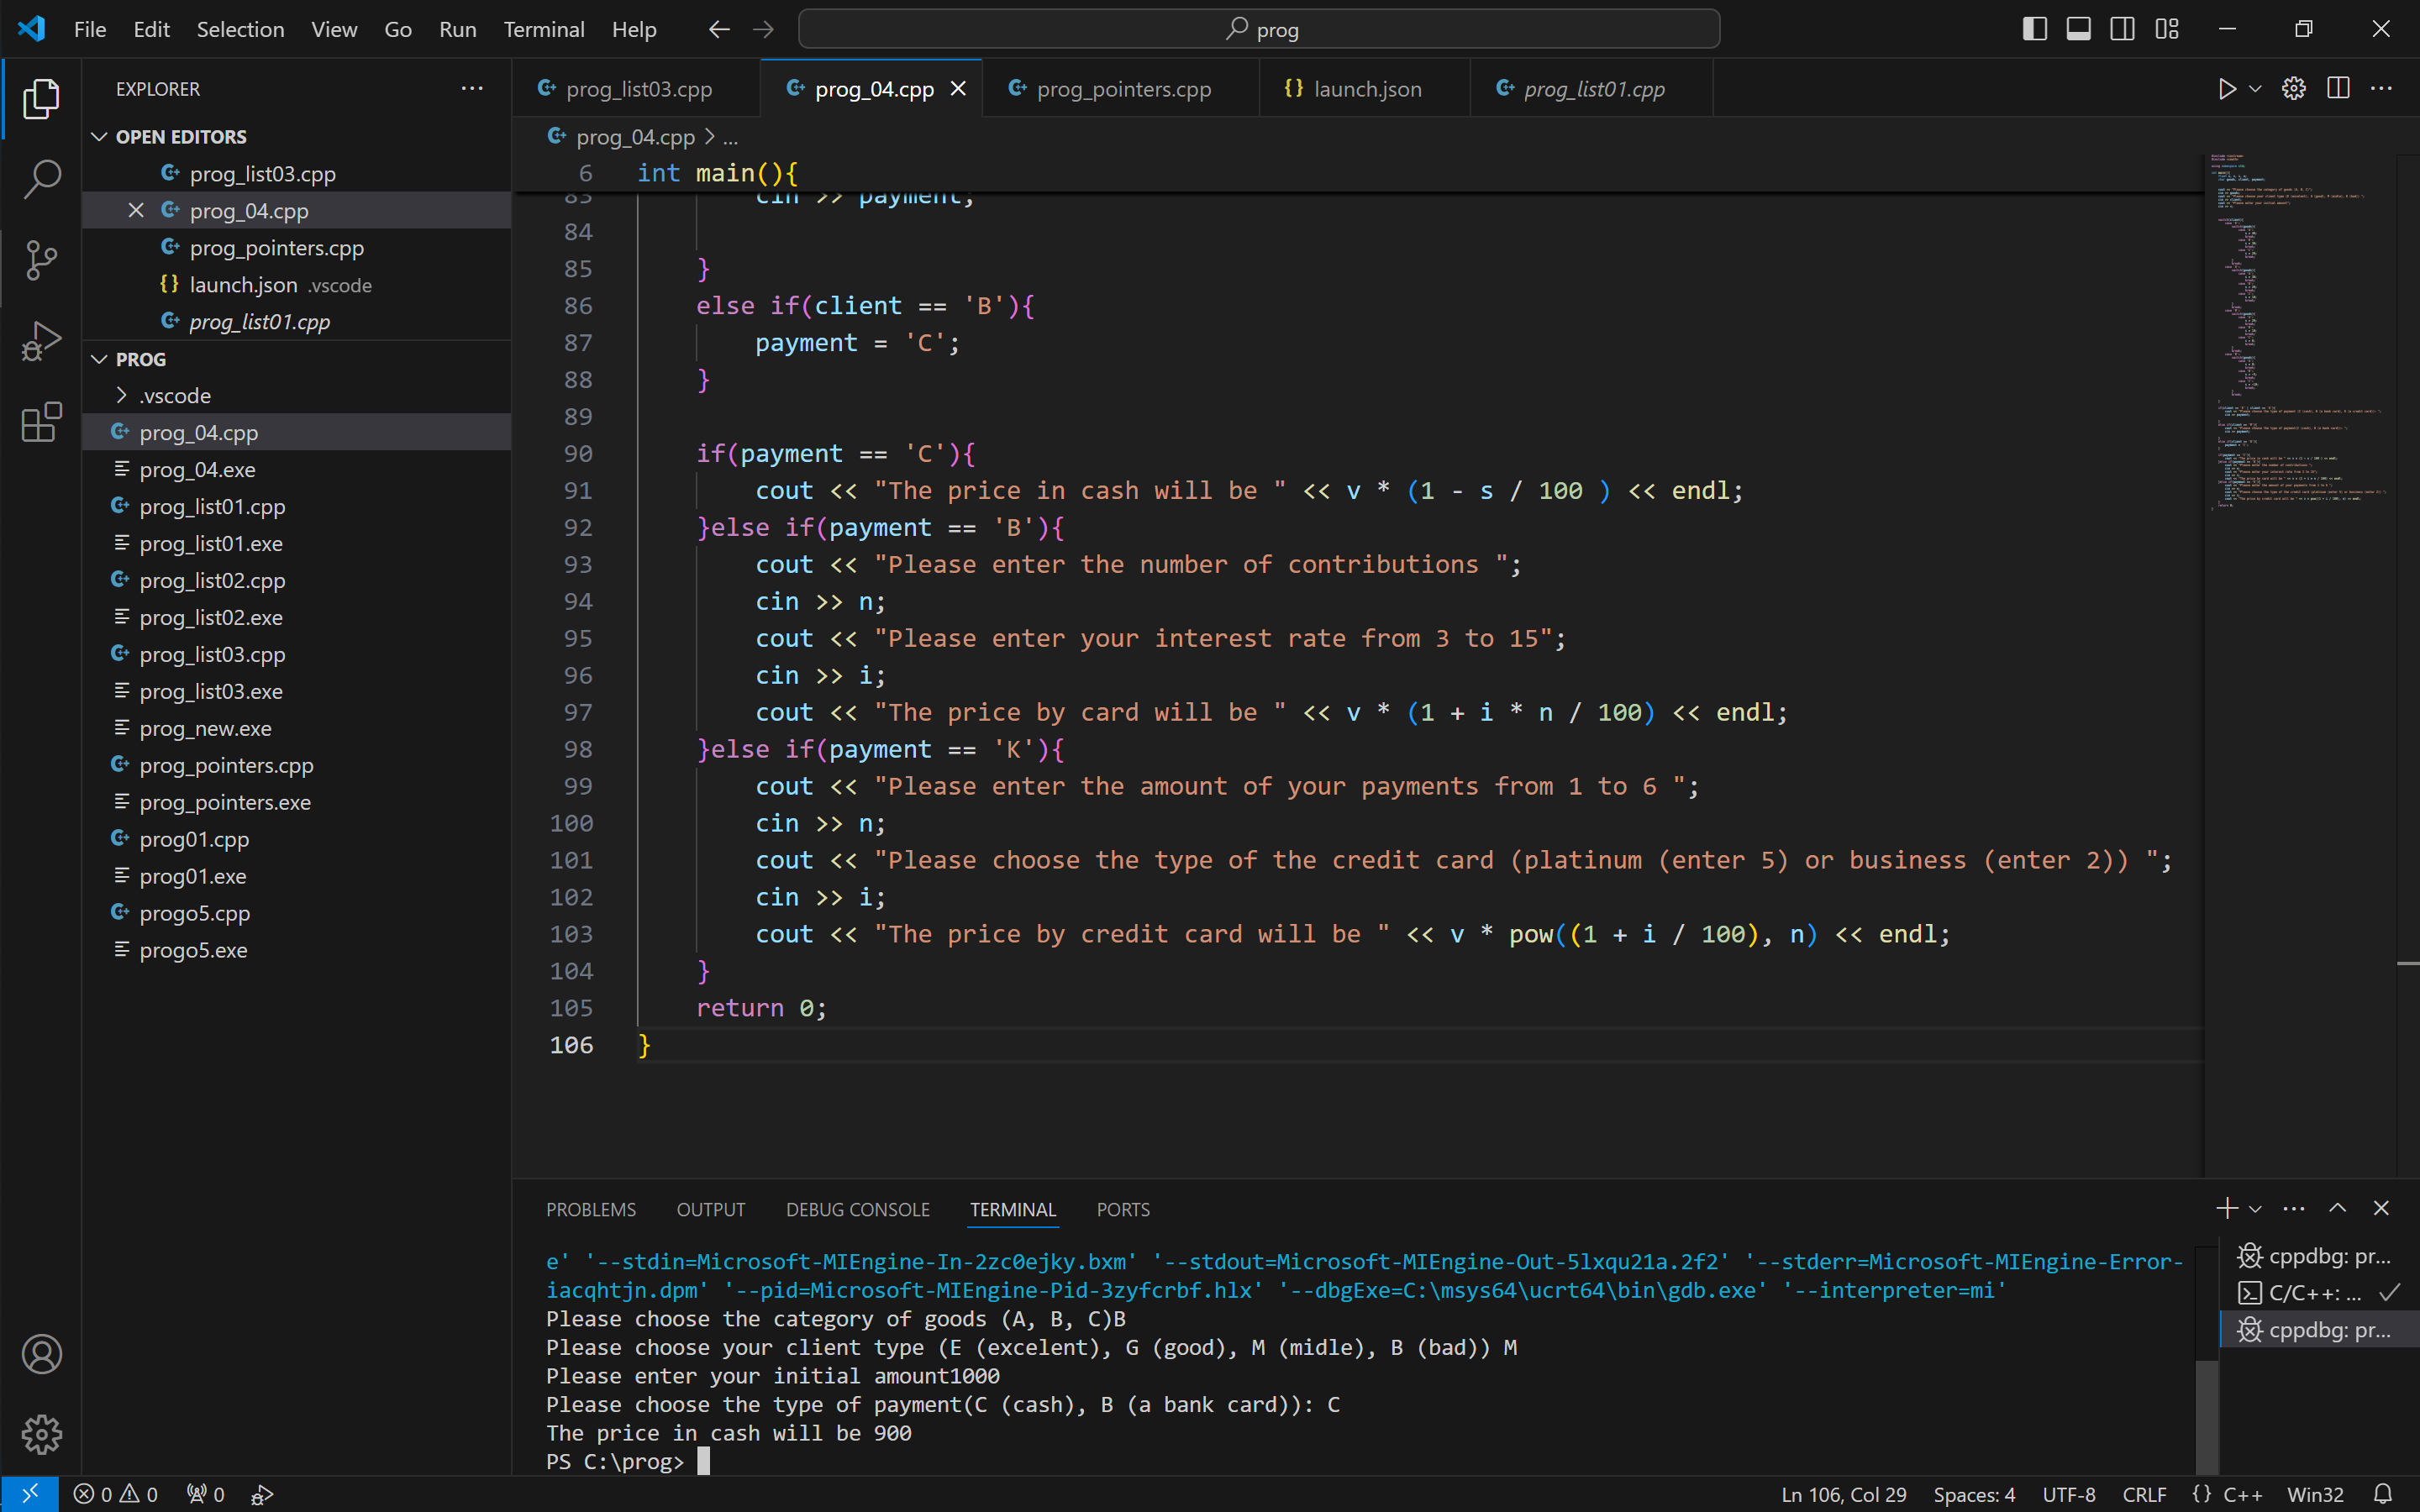 File Edit Selection View Go Run Terminal Help
prog
EXPLORER
OPEN EDITORS
prog_list03.cpp
prog_04.cpp
prog_pointers.cpp
launch.json .vscode
prog_list01.cpp
PROG
.vscode
prog_04.cpp
prog_04.exe
prog_list01.cpp
prog_list01.exe
prog_list02.cpp
prog_list02.exe
prog_list03.cpp
prog_list03.exe
prog_new.exe
prog_pointers.cpp
prog_pointers.exe
prog01.cpp
prog01.exe
progo5.cpp
progo5.exe
prog_list03.cpp prog_04.cpp prog_pointers.cpp {} launch.json prog_list01.cpp
prog_04.cpp > ...
6 int main(){
83 cin >> payment;
84
85 }
86 else if(client == 'B'){
87 payment = 'C';
88 }
89
90 if(payment == 'C'){
91 cout << "The price in cash will be " << v * (1 - s / 100 ) << endl;
92 }else if(payment == 'B'){
93 cout << "Please enter the number of contributions ";
94 cin >> n;
95 cout << "Please enter your interest rate from 3 to 15";
96 cin >> i;
97 cout << "The price by card will be " << v * (1 + i * n / 100) << endl;
98 }else if(payment == 'K'){
99 cout << "Please enter the amount of your payments from 1 to 6 ";
100 cin >> n;
101 cout << "Please choose the type of the credit card (platinum (enter 5) or business (enter 2)) ";
102 cin >> i;
103 cout << "The price by credit card will be " << v * pow((1 + i / 100), n) << endl;
104 }
105 return 0;
106 }
PROBLEMS OUTPUT DEBUG CONSOLE TERMINAL PORTS
e' '--stdin=Microsoft-MIEngine-In-2zc0ejky.bxm' '--stdout=Microsoft-MIEngine-Out-5lxqu21a.2f2' '--stderr=Microsoft-MIEngine-Error-
iacqhtjn.dpm' '--pid=Microsoft-MIEngine-Pid-3zyfcrbf.hlx' '--dbgExe=C:\msys64\ucrt64\bin\gdb.exe' '--interpreter=mi'
Please choose the category of goods (A, B, C)B
Please choose your client type (E (excelent), G (good), M (midle), B (bad)) M
Please enter your initial amount1000
Please choose the type of payment(C (cash), B (a bank card)): C
The price in cash will be 900
PS C:\prog>
cppdbg: pr...
C/C++: ...
cppdbg: pr...
0 0 0
Ln 106, Col 29 Spaces: 4 UTF-8 CRLF {} C++ Win32